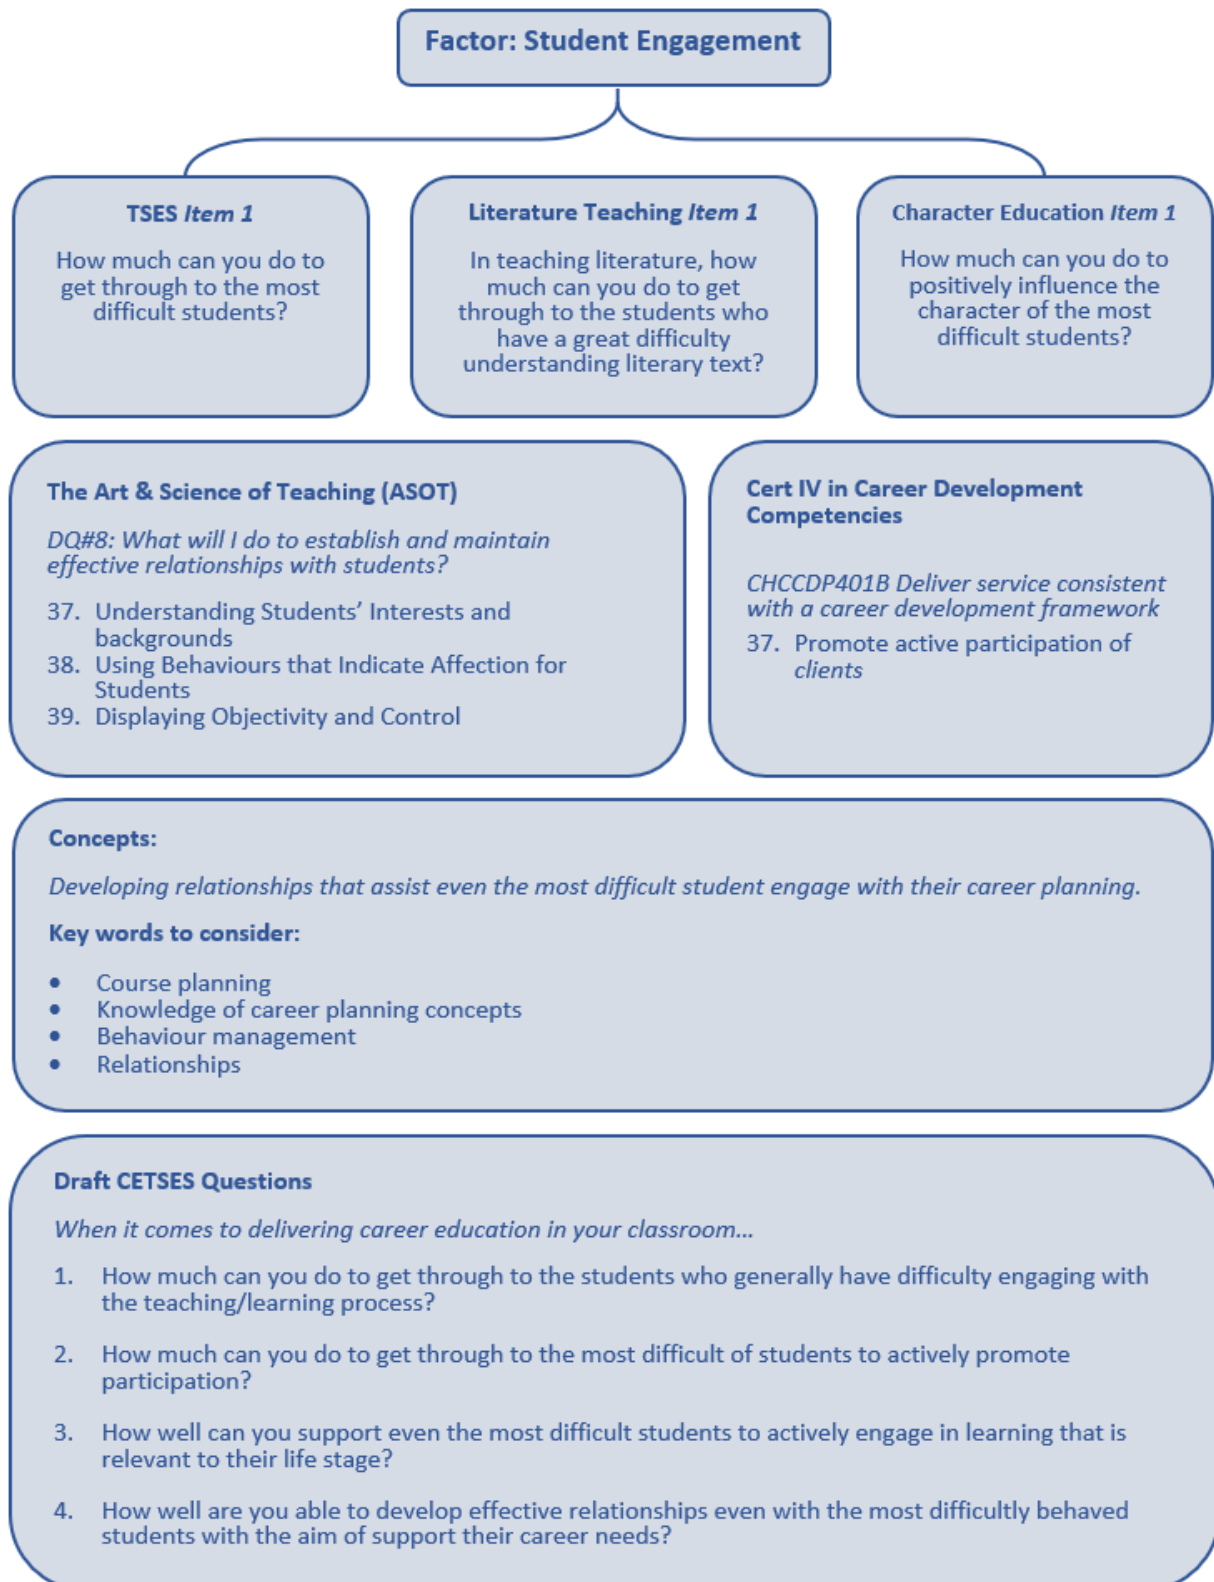 Factor: Student Engagement
TSES Item 1
How much can you do to
get through to the most
difficult students?
Literature Teaching Item 1
In teaching literature, how
much can you do to get
through to the students who
have a great difficulty
understanding literary text?
Character Education Item 1
How much can you do to
positively influence the
character of the most
difficult students?
The Art & Science of Teaching (ASOT)
DQ#8: What will I do to establish and maintain
effective relationships with students?
37. Understanding Students' Interests and
backgrounds
38. Using Behaviours that Indicate Affection for
Students
39. Displaying Objectivity and Control
Cert IV in Career Development
Competencies
CHCCDP401B Deliver service consistent
with a career development framework
37. Promote active participation of
clients
Concepts:
Developing relationships that assist even the most difficult student engage with their career planning.
Key words to consider:
• Course planning
• Knowledge of career planning concepts
• Behaviour management
• Relationships
Draft CETSES Questions
When it comes to delivering career education in your classroom...
1. How much can you do to get through to the students who generally have difficulty engaging with
the teaching/learning process?
2. How much can you do to get through to the most difficult of students to actively promote
participation?
3. How well can you support even the most difficult students to actively engage in learning that is
relevant to their life stage?
4. How well are you able to develop effective relationships even with the most difficultly behaved
students with the aim of support their career needs?